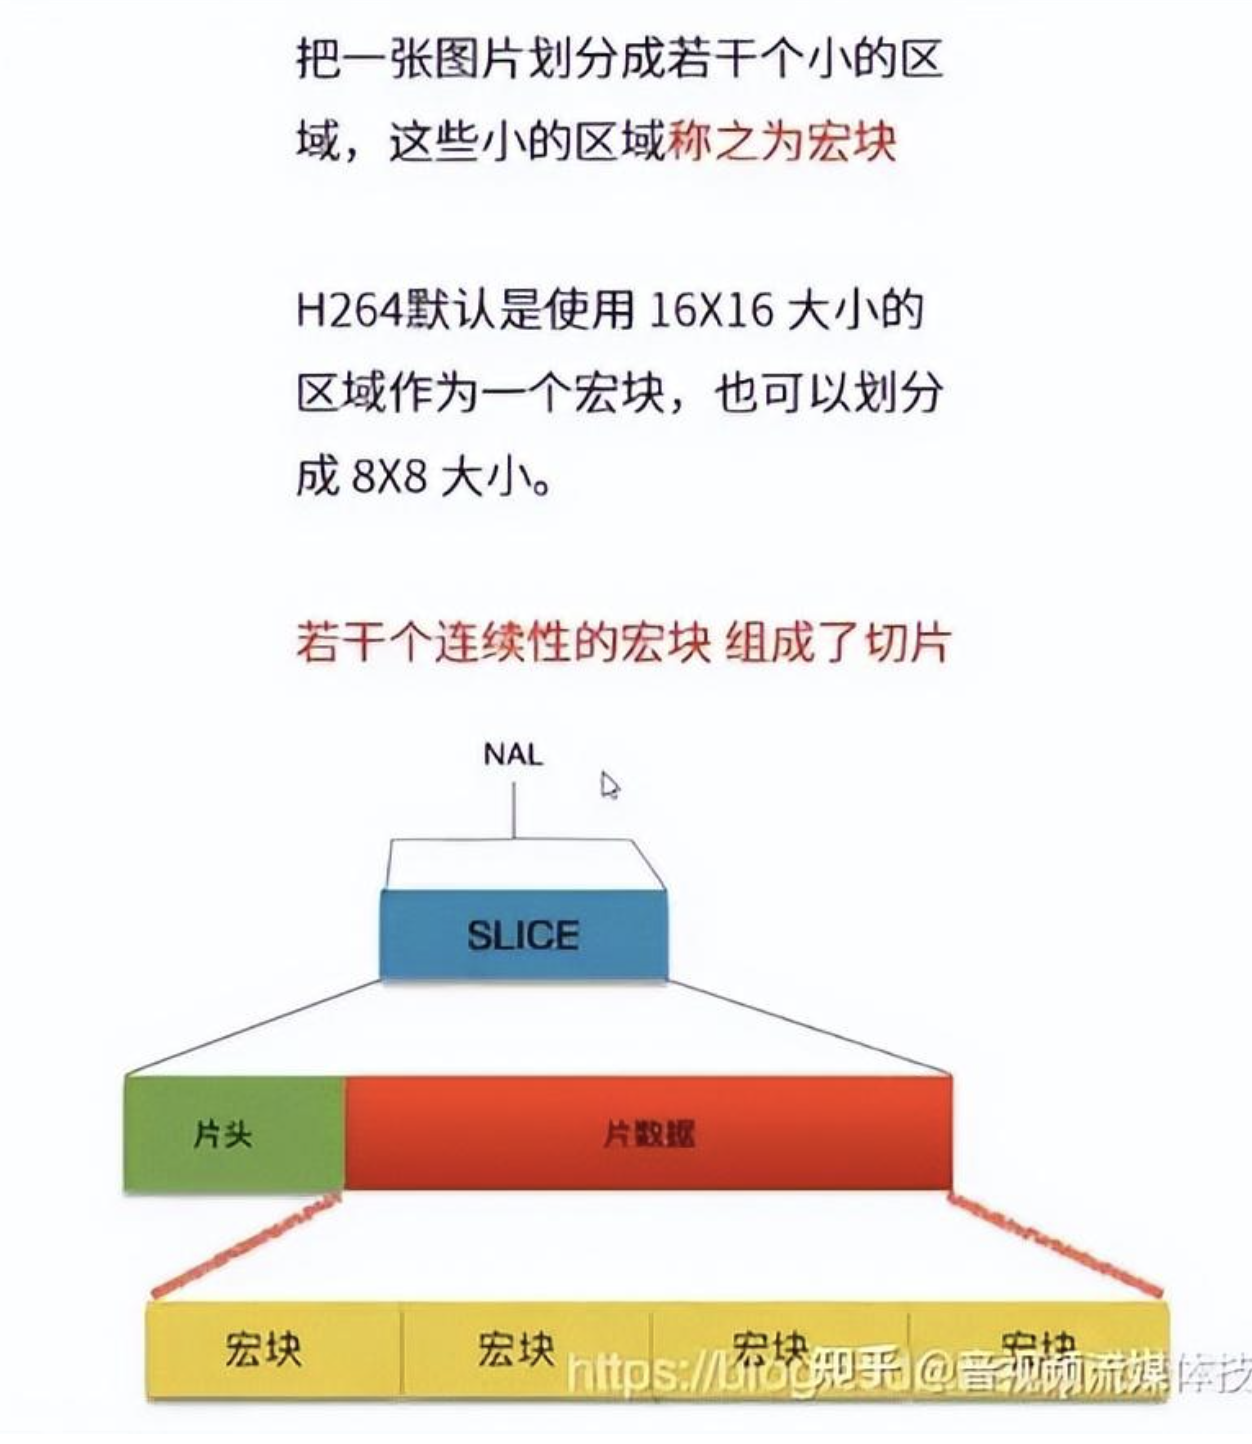 把一张图片划分成若干个小的区
域，这些小的区域称之为宏块
H264默认是使用 16X16 大小的
区域作为一个宏块，也可以划分
成 8X8 大小。
若干个连续性的宏块 组成了切片
NAL
SLICE
片头 片数据
宏块 宏块 宏块 宏块
https://blog
知乎 @音视频流媒体技